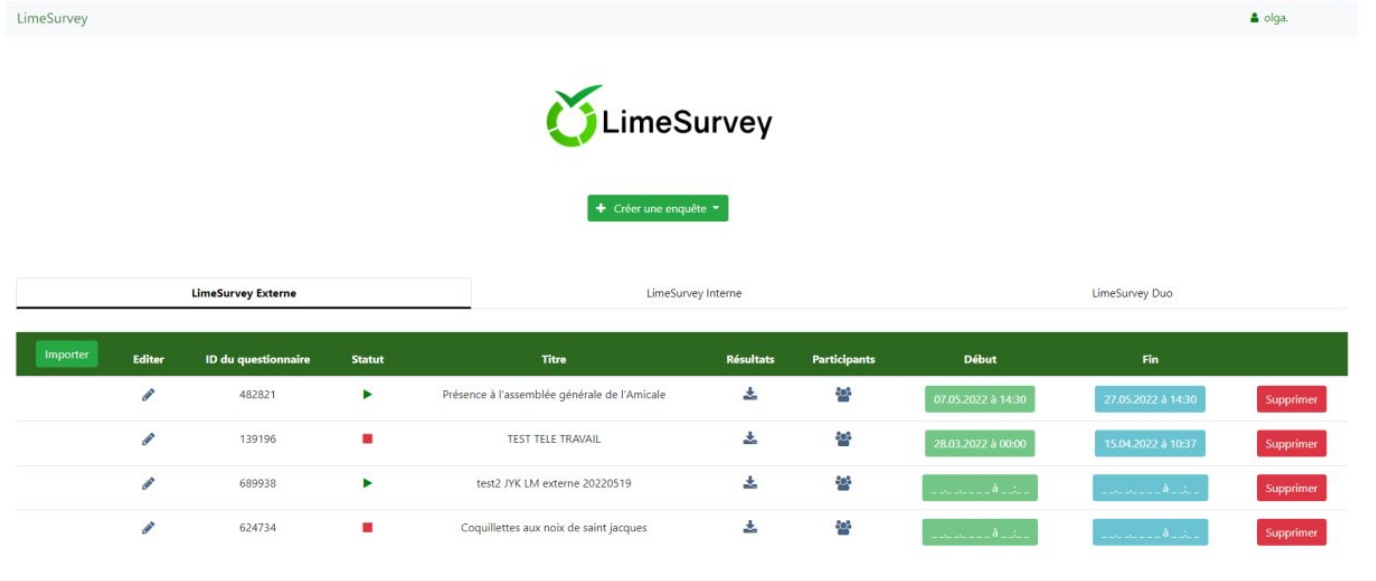 LimeSurvey olga.
LimeSurvey
+ Créer une enquête
LimeSurvey Externe LimeSurvey Interne LimeSurvey Duo
Importer Editer ID du questionnaire Statut Titre Résultats Participants Début Fin
482821 Présence à l'assemblée générale de l'Amicale 07.05.2022 à 14:30 27.05.2022 à 14:30 Supprimer
139196 TEST TELE TRAVAIL 28.03.2022 à 00:00 15.04.2022 à 10:37 Supprimer
689938 test2 JYK LM externe 20220519 _ _._ _._ _ _ _ à _ _:_ _ _ _._ _._ _ _ _ à _ _:_ _ Supprimer
624734 Coquillettes aux noix de saint jacques _ _._ _._ _ _ _ à _ _:_ _ _ _._ _._ _ _ _ à _ _:_ _ Supprimer